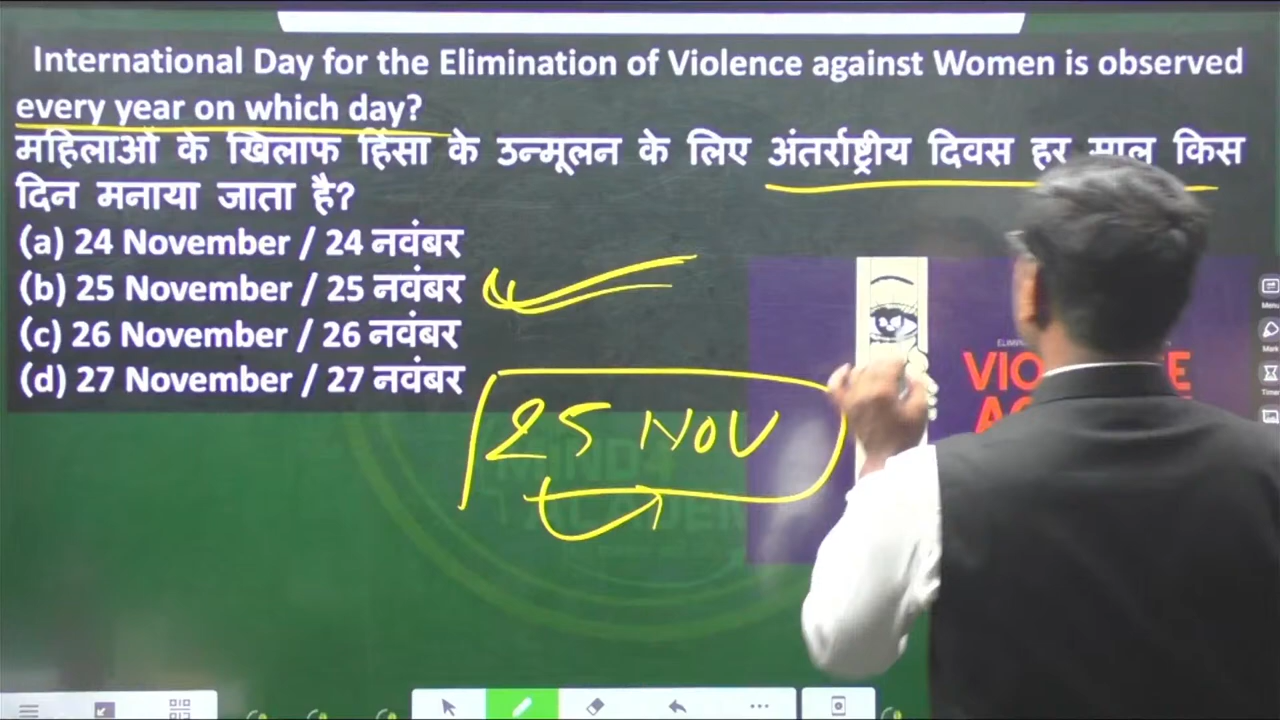 International Day for the Elimination of Violence against Women is observed
every year on which day?
महिलाओं के खिलाफ हिंसा के उन्मूलन के लिए अंतर्राष्ट्रीय दिवस हर माल किस
दिन मनाया जाता है?
(a) 24 November / 24 नवंबर
(b) 25 November / 25 नवंबर
(c) 26 November / 26 नवंबर
(d) 27 November / 27 नवंबर
25 NOV